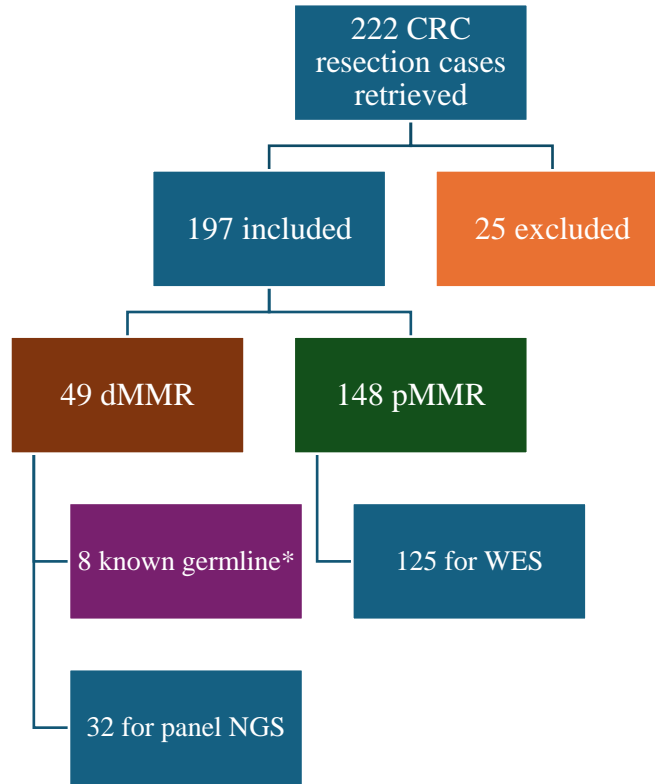 222 CRC
resection cases
retrieved
197 included
25 excluded
49 dMMR
148 pMMR
8 known germline*
125 for WES
32 for panel NGS